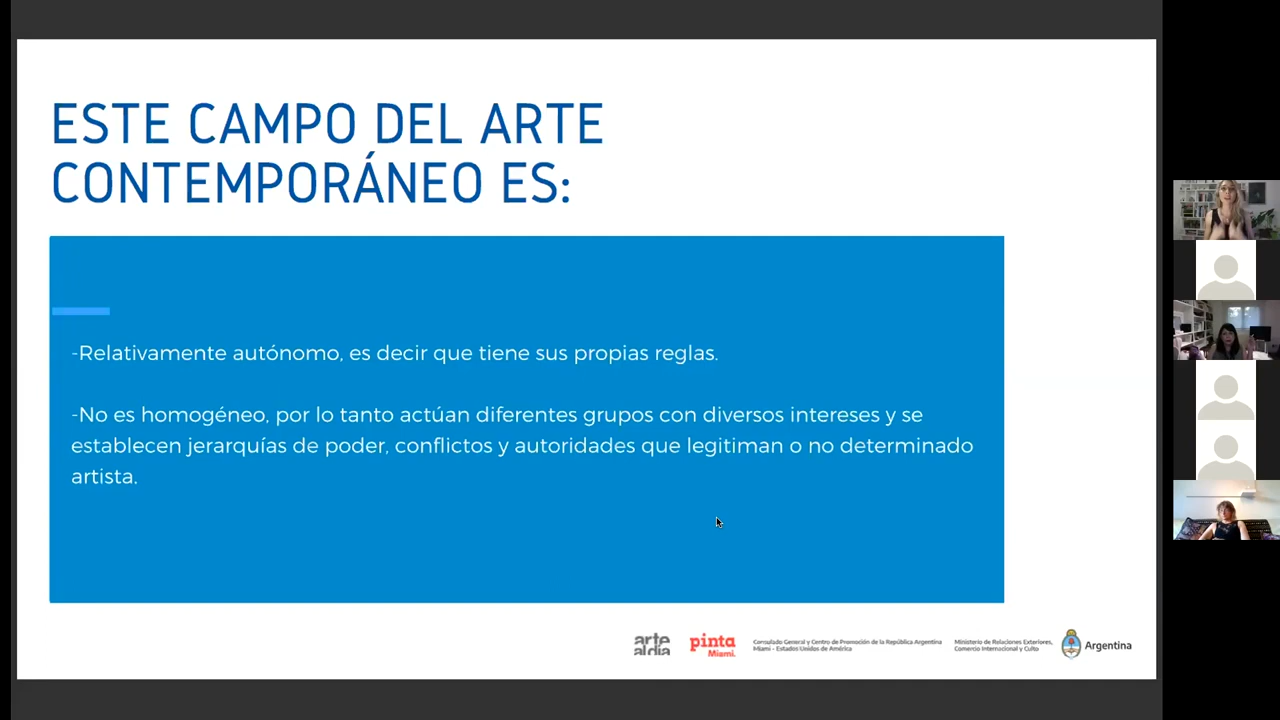 ESTE CAMPO DEL ARTE
CONTEMPORÁNEO ES:
-Relativamente autónomo, es decir que tiene sus propias reglas.
-No es homogéneo, por lo tanto actúan diferentes grupos con diversos intereses y se
establecen jerarquías de poder, conflictos y autoridades que legitiman o no determinado
artista.
arte
aldía
pinta
Miami.
Consulado General y Centro de Promoción de la República Argentina
Miami - Estados Unidos de América
Ministerio de Relaciones Exteriores,
Comercio Internacional y Culto
Argentina